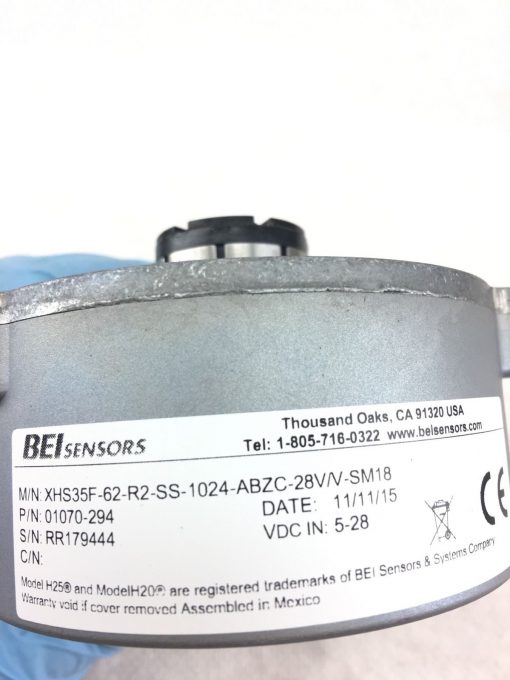 BEI SENSORS
Thousand Oaks, CA 91320 USA
Tel: 1-805-716-0322 www.beisensors.com
M/N: XHS35F-62-R2-SS-1024-ABZC-28V/V-SM18
P/N: 01070-294
DATE: 11/11/15
S/N: RR179444
VDC IN: 5-28
C/N:
CE
Model H25® and ModelH20® are registered trademarks of BEI Sensors & Systems Company
Warranty void if cover removed Assembled in Mexico